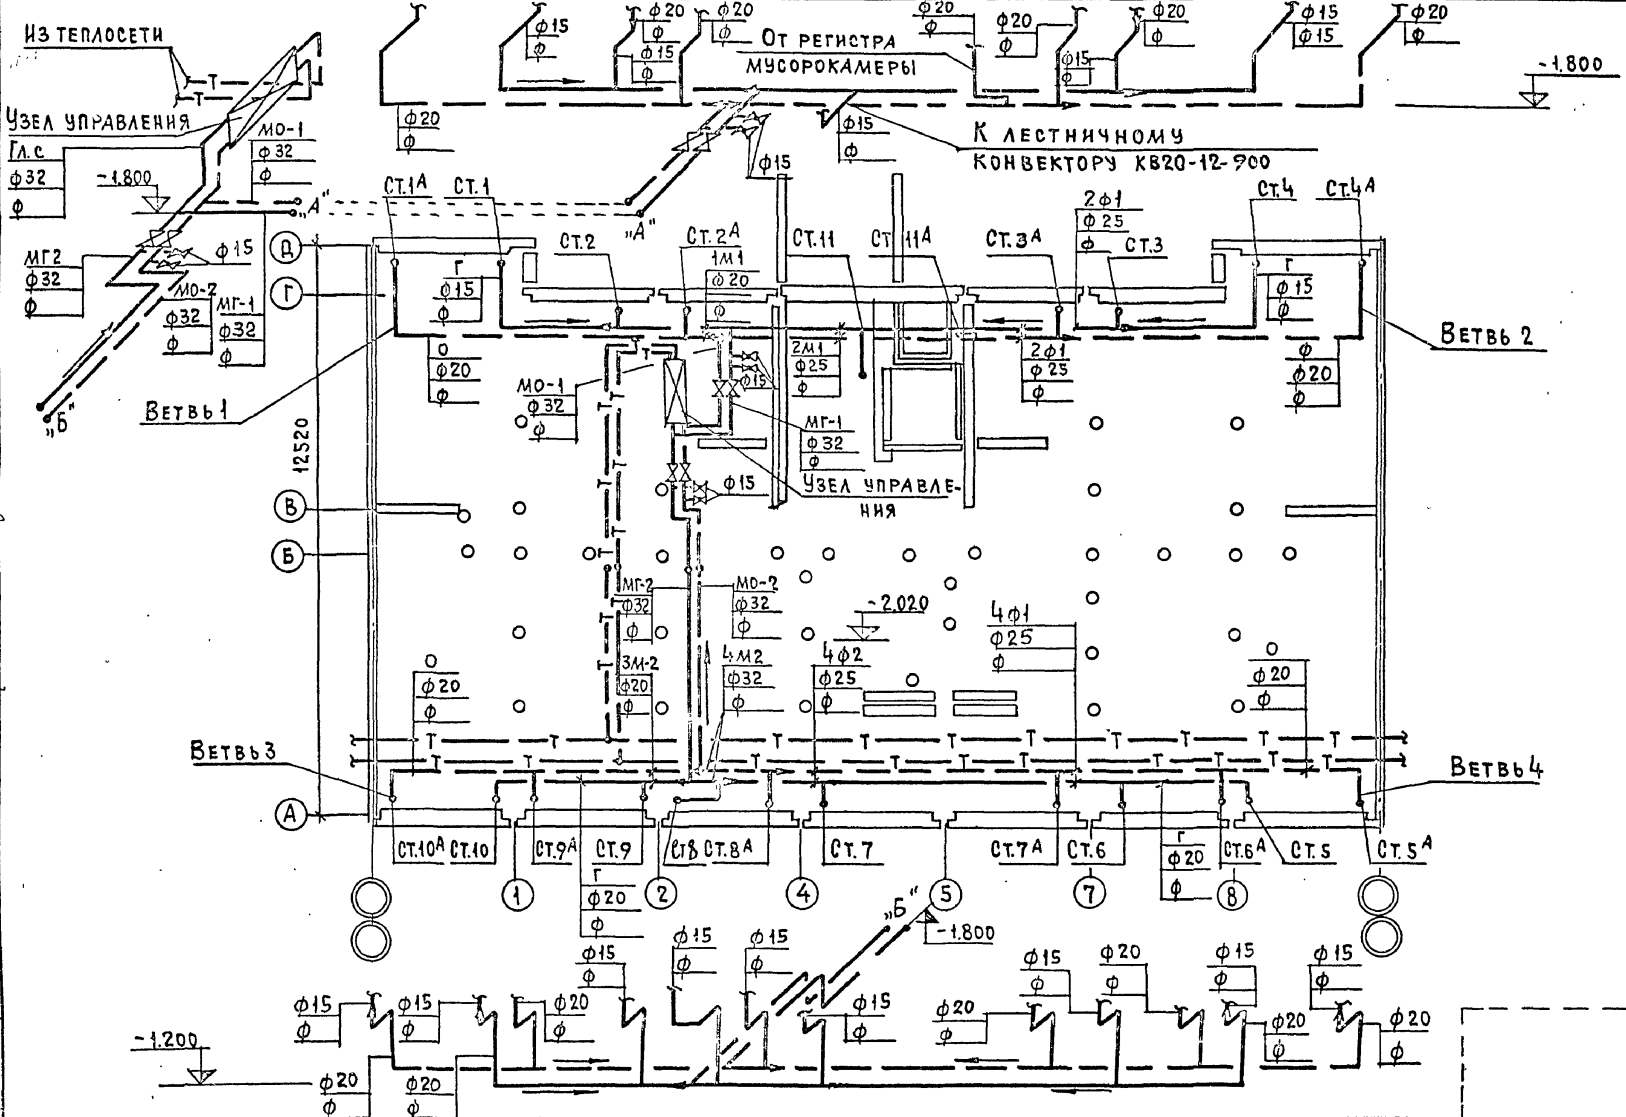 ИЗ ТЕПЛОСЕТИ
Т
Т
УЗЕЛ УПРАВЛЕНИЯ
ГЛ.С
ф32
ф
МО-1
ф32
ф
-1.800
„А"
МГ2
ф32
ф
ф15
МО-2
ф32
ф
МГ-1
ф32
ф
„Б"
ф15
ф
ф20
ф
ф15
ф
ф20
ф
ОТ РЕГИСТРА
МУСОРОКАМЕРЫ
ф20
ф
ф20
ф
ф15
ф
ф20
ф
ф15
ф15
ф20
ф
-1.800
ф20
ф
ф15
ф15
ф
К ЛЕСТНИЧНОМУ
КОНВЕКТОРУ КВ20-12-900
„А"
СТ.1А
СТ.1
СТ.2
СТ.2А
СТ.11
СТ 11А
СТ.3А
СТ.3
СТ.4
СТ.4А
2ф1
ф25
ф
1М1
ф20
ф
Д
Г
Г
ф15
ф
Г
ф15
ф
ВЕТВЬ 1
ВЕТВЬ 2
О
ф20
ф
МО-1
ф32
ф
ф15
2М1
ф25
ф
2ф1
ф25
ф
ф
ф20
ф
МГ-1
ф32
ф
УЗЕЛ УПРАВЛЕ-
НИЯ
ф15
12520
В
Б
МГ-2
ф32
ф
МО-2
ф32
ф
-2.020
4ф1
ф25
ф
О
ф20
ф
3М-2
ф20
ф
4М2
ф32
ф
4ф2
ф25
ф
О
ф20
ф
Т Т Т Т Т Т Т Т Т
Т Т Т Т Т Т Т Т
ВЕТВЬ 3
ВЕТВЬ 4
А
СТ.10А
СТ.10
СТ.9А
СТ.9
СТ8
СТ.8А
СТ.7
СТ.7А
СТ.6
СТ.6А
СТ.5
СТ.5А
Г
ф20
ф
Г
ф20
ф
1
2
4
5
7
8
„Б"
-1.800
ф15
ф
ф15
ф
ф15
ф
ф15
ф
ф20
ф
ф15
ф
ф15
ф
ф15
ф
ф15
ф
ф20
ф
ф15
ф
ф20
ф
ф20
ф
ф20
ф
-1.200
ф20
ф
ф20
ф